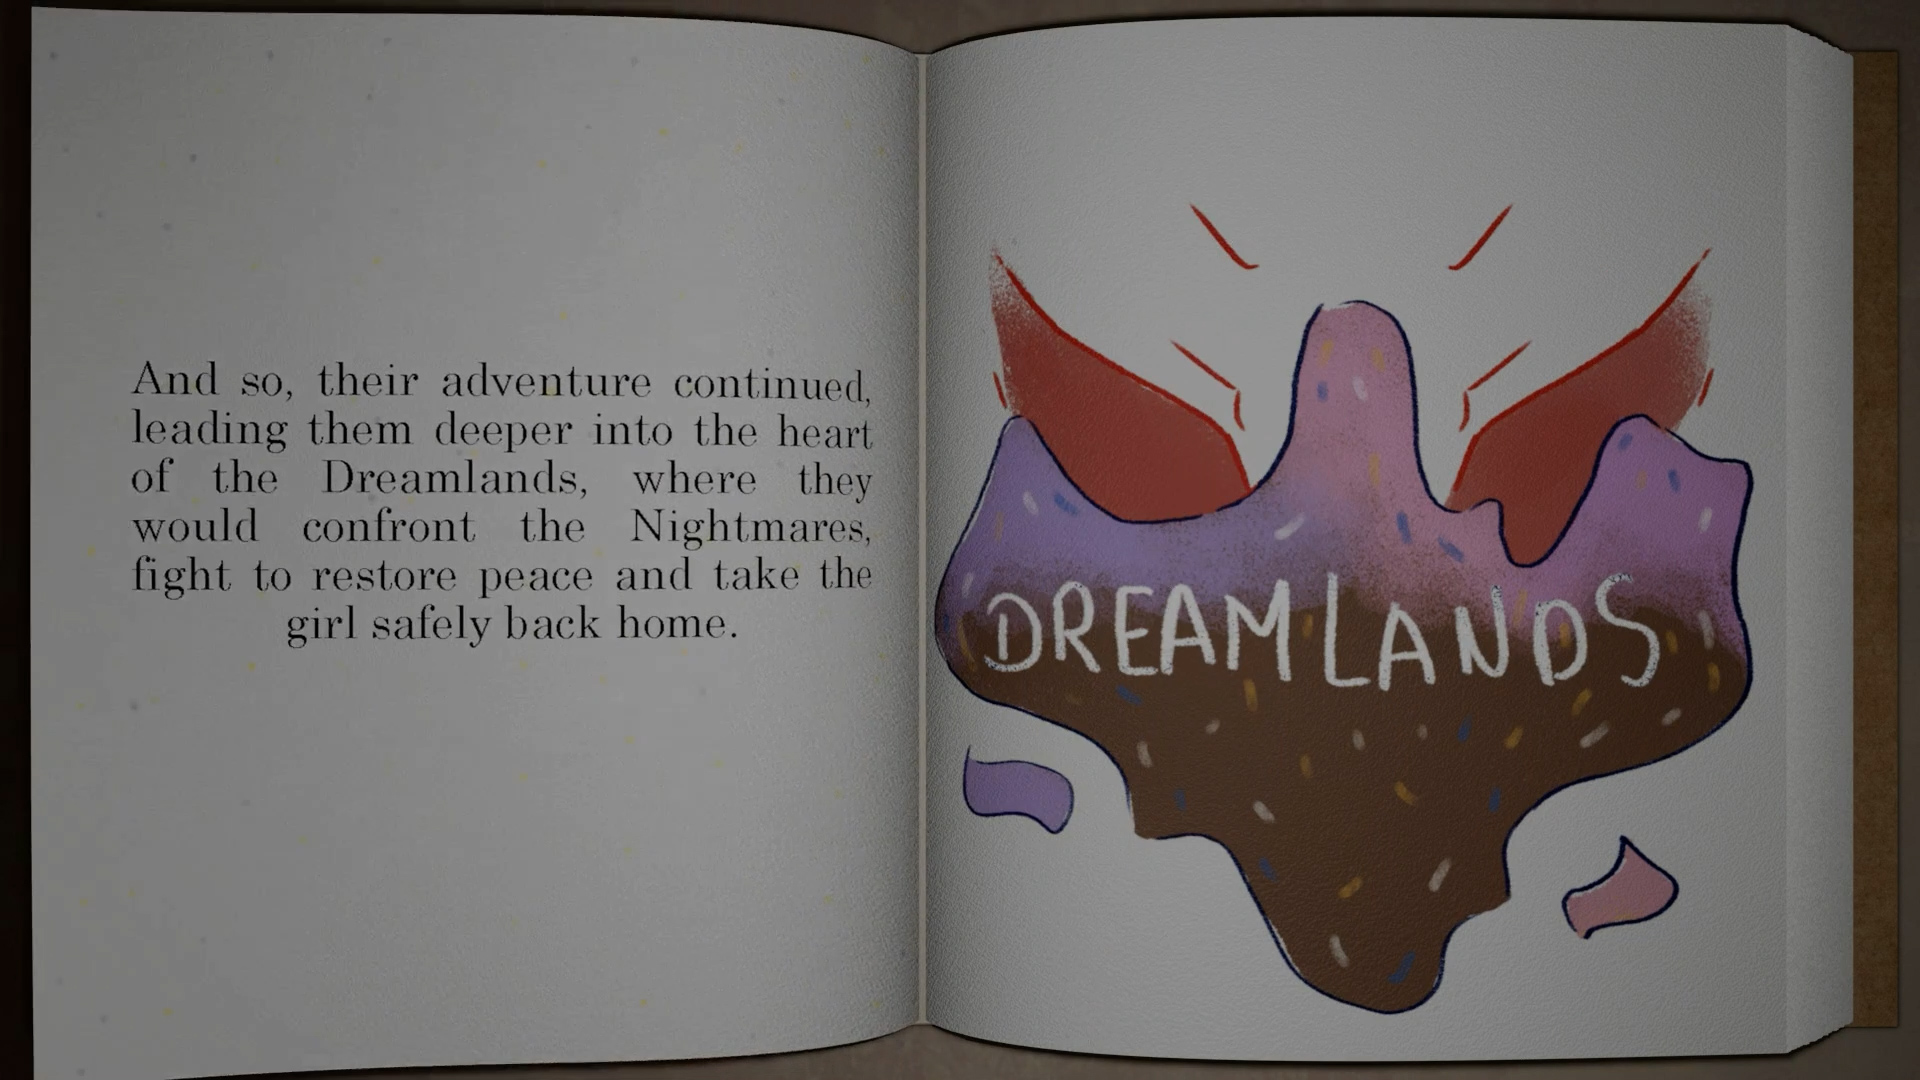 And so, their adventure continued,
leading them deeper into the heart
of the Dreamlands, where they
would confront the Nightmares,
fight to restore peace and take the
girl safely back home.
DREAMLANDS